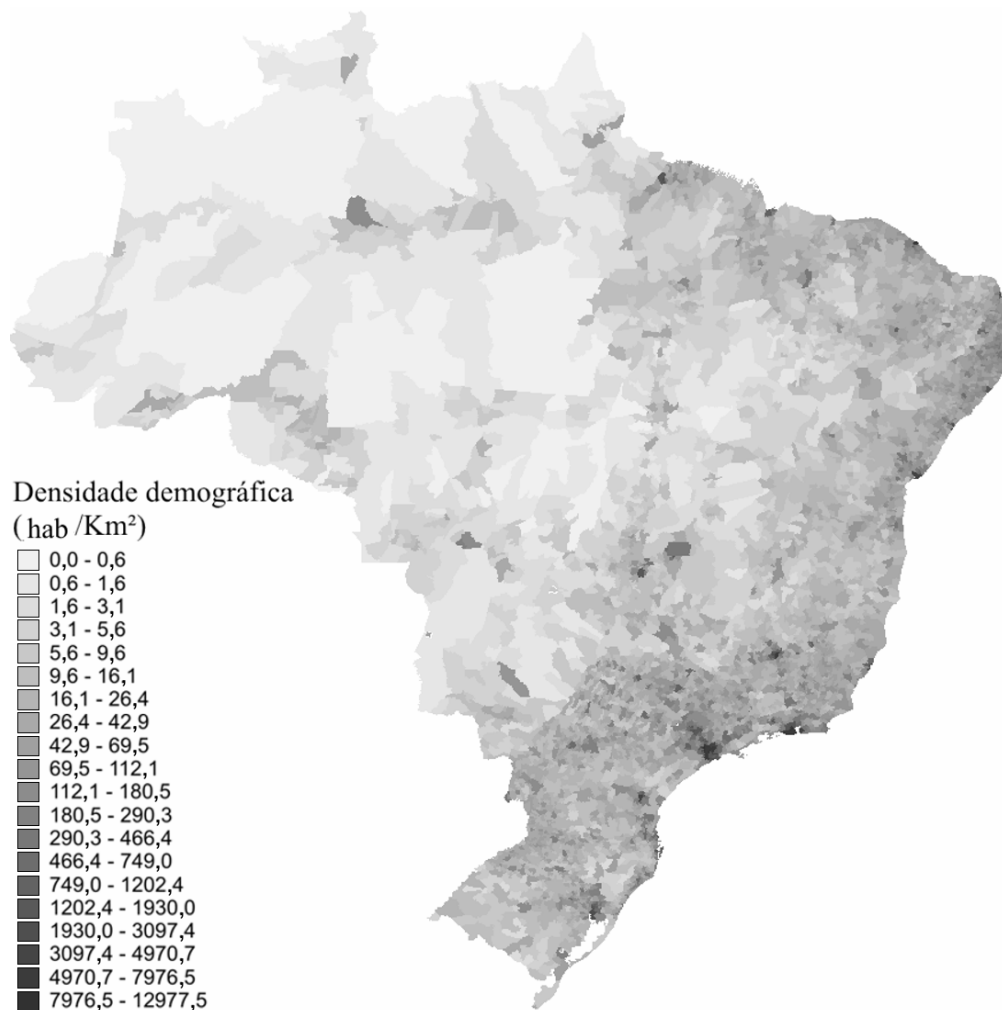 Densidade demográfica
(hab /Km²)
0,0 - 0,6
0,6 - 1,6
1,6 - 3,1
3,1 - 5,6
5,6 - 9,6
9,6 - 16,1
16,1 - 26,4
26,4 - 42,9
42,9 - 69,5
69,5 - 112,1
112,1 - 180,5
180,5 - 290,3
290,3 - 466,4
466,4 - 749,0
749,0 - 1202,4
1202,4 - 1930,0
1930,0 - 3097,4
3097,4 - 4970,7
4970,7 - 7976,5
7976,5 - 12977,5